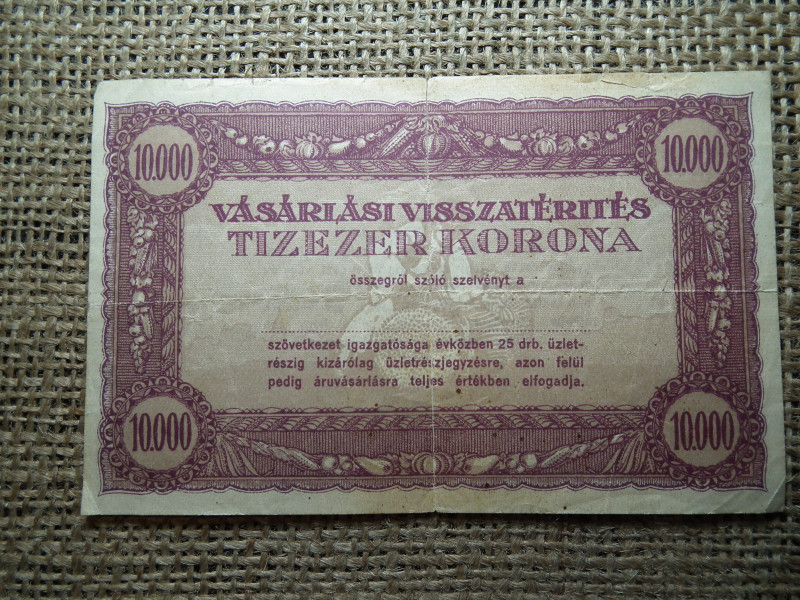 10.000 10.000
VÁSÁRLÁSI VISSZATÉRITÉS
TIZEZER KORONA
összegről szóló szelvényt a
szövetkezet igazgatósága évközben 25 drb. üzlet-
részig kizárólag üzletrészjegyzésre, azon felül
pedig áruvásárlásra teljes értékben elfogadja.
10.000 10.000